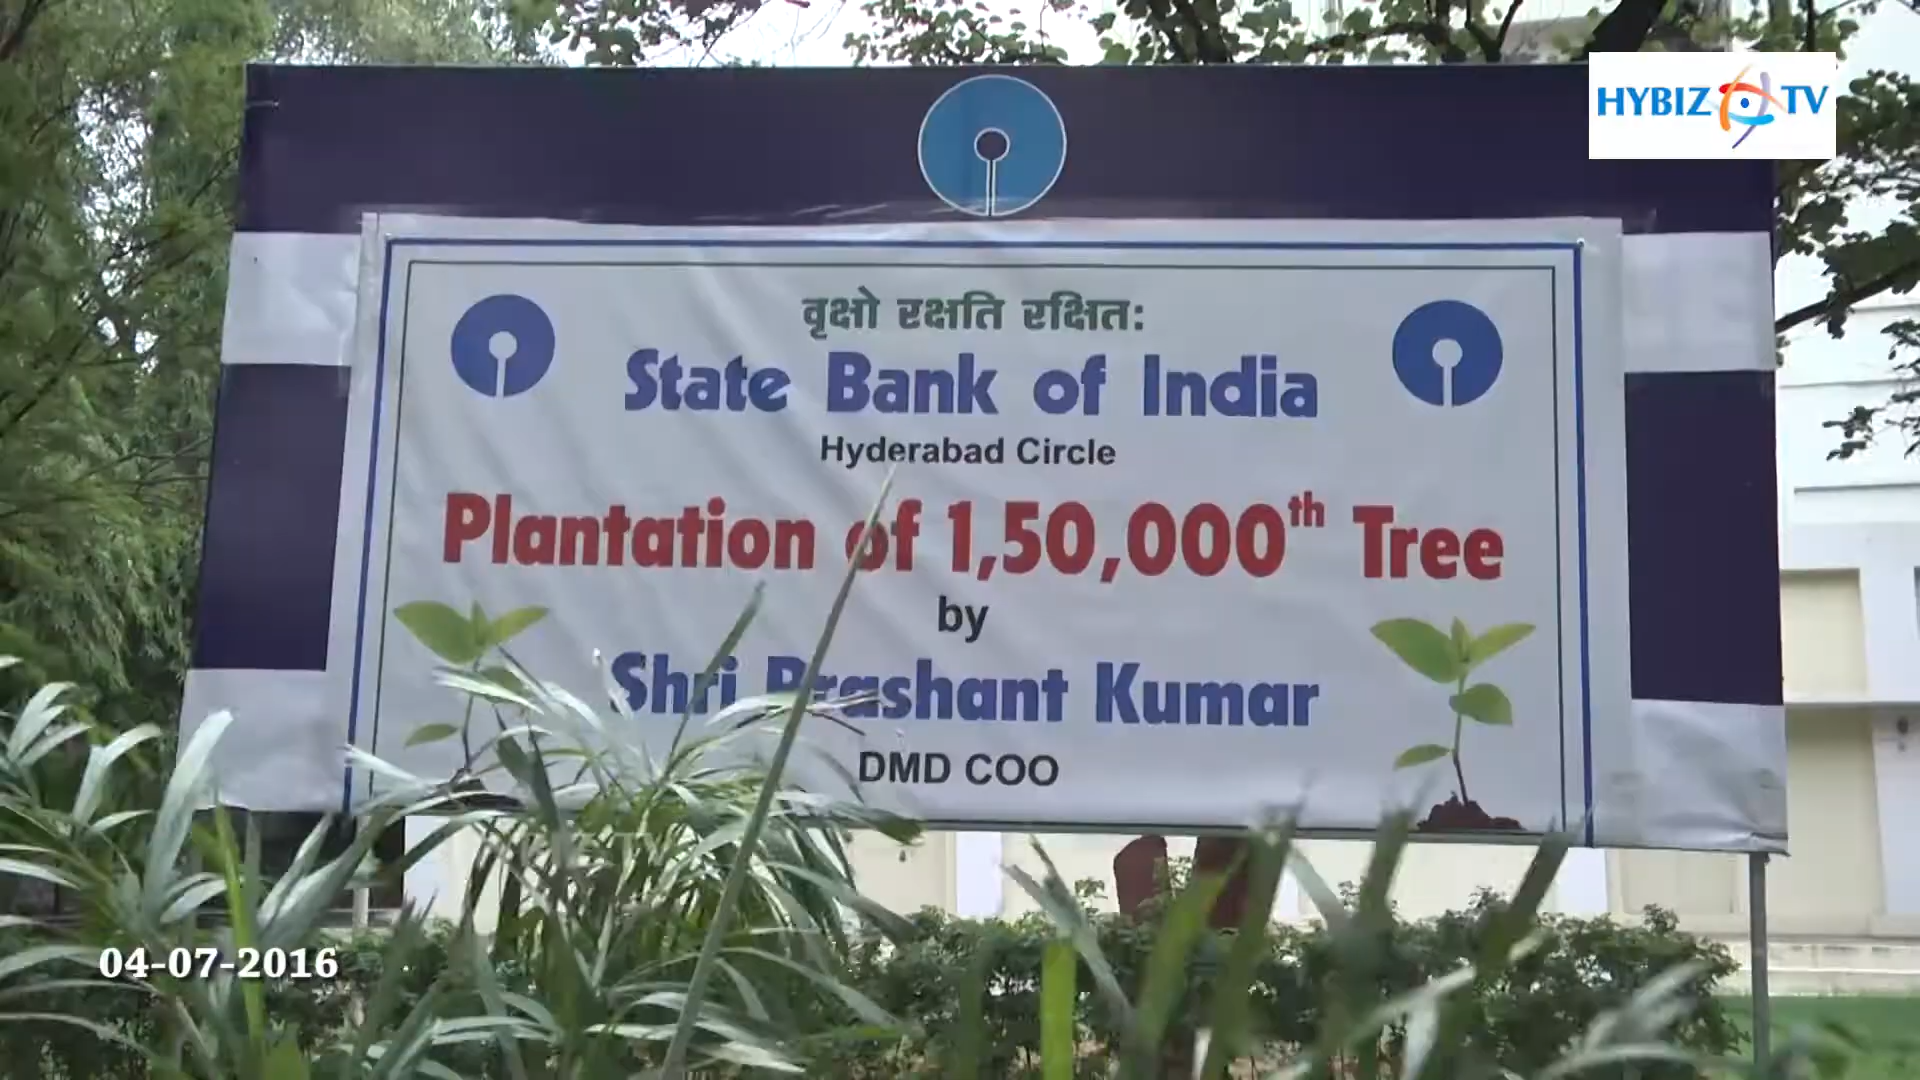 HYBIZ TV
वृक्षो रक्षति रक्षित:
State Bank of India
Hyderabad Circle
Plantation of 1,50,000th Tree
by
Shri Prashant Kumar
DMD COO
04-07-2016